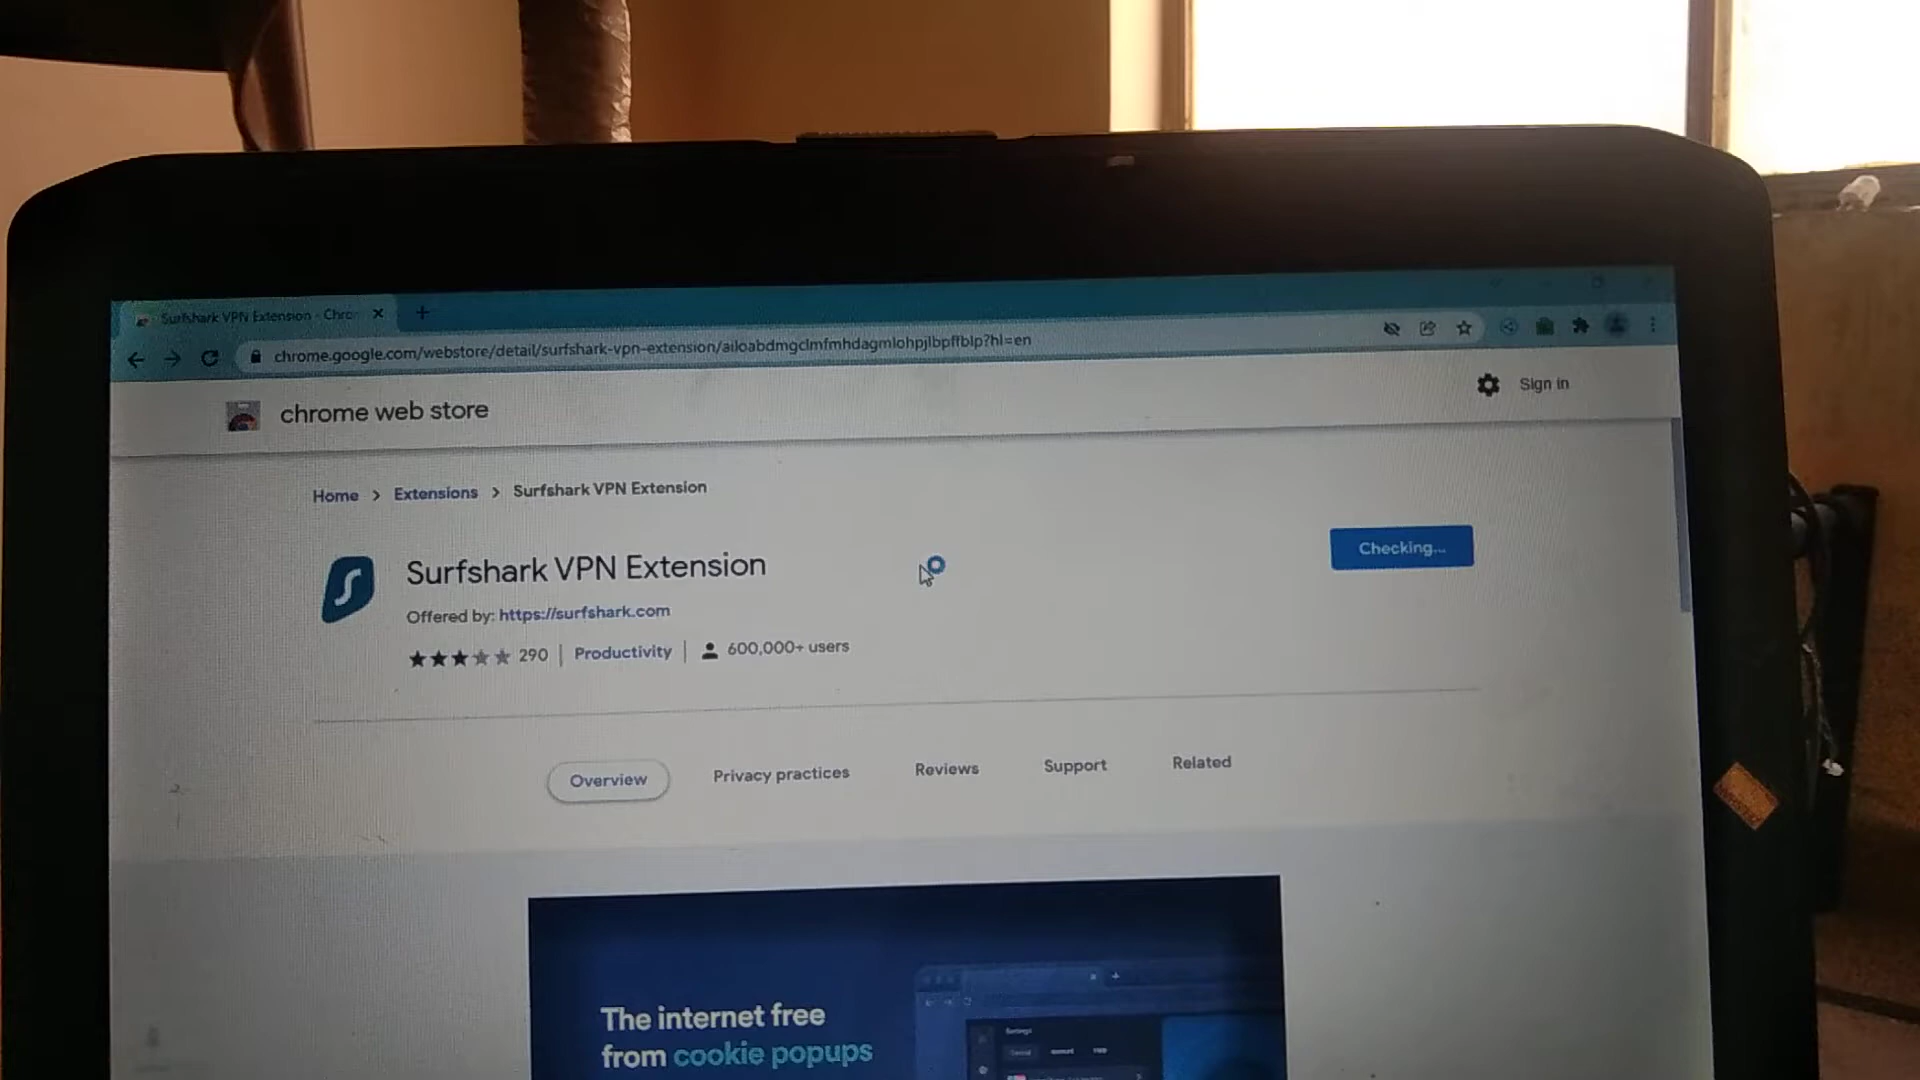 Surfshark VPN Extension - Chro
chrome.google.com/webstore/detail/surfshark-vpn-extension/ailoabdmgclmfmhdagmlohpjlbpffblp?hl=en
chrome web store
Sign in
Home > Extensions > Surfshark VPN Extension
Surfshark VPN Extension
Checking...
Offered by: https://surfshark.com
290 | Productivity | 600,000+ users
Overview Privacy practices Reviews Support Related
The internet free
from cookie popups
Settings